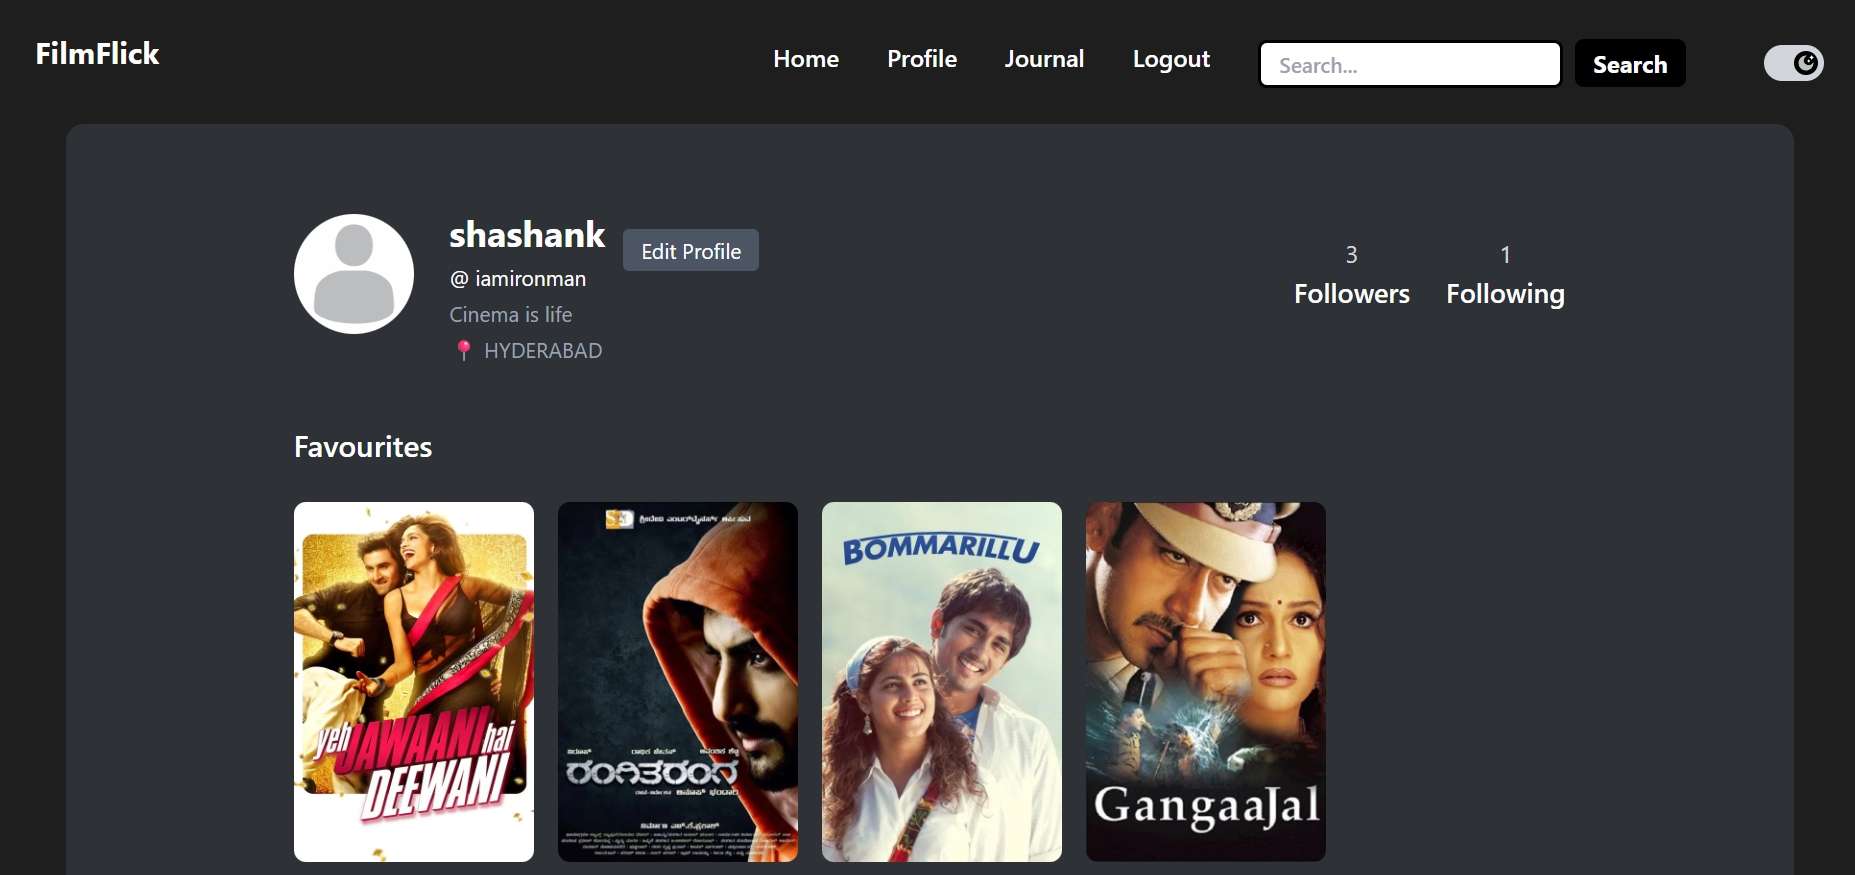 FilmFlick
Home Profile Journal Logout Search... Search
shashank
Edit Profile
@ iamironman
Cinema is life
📍 HYDERABAD
3
Followers
1
Following
Favourites
yeh JAWAANI hai
DEEWANI
ರಂಗಿತರಂಗ
BOMMARILLU
GangaaJal